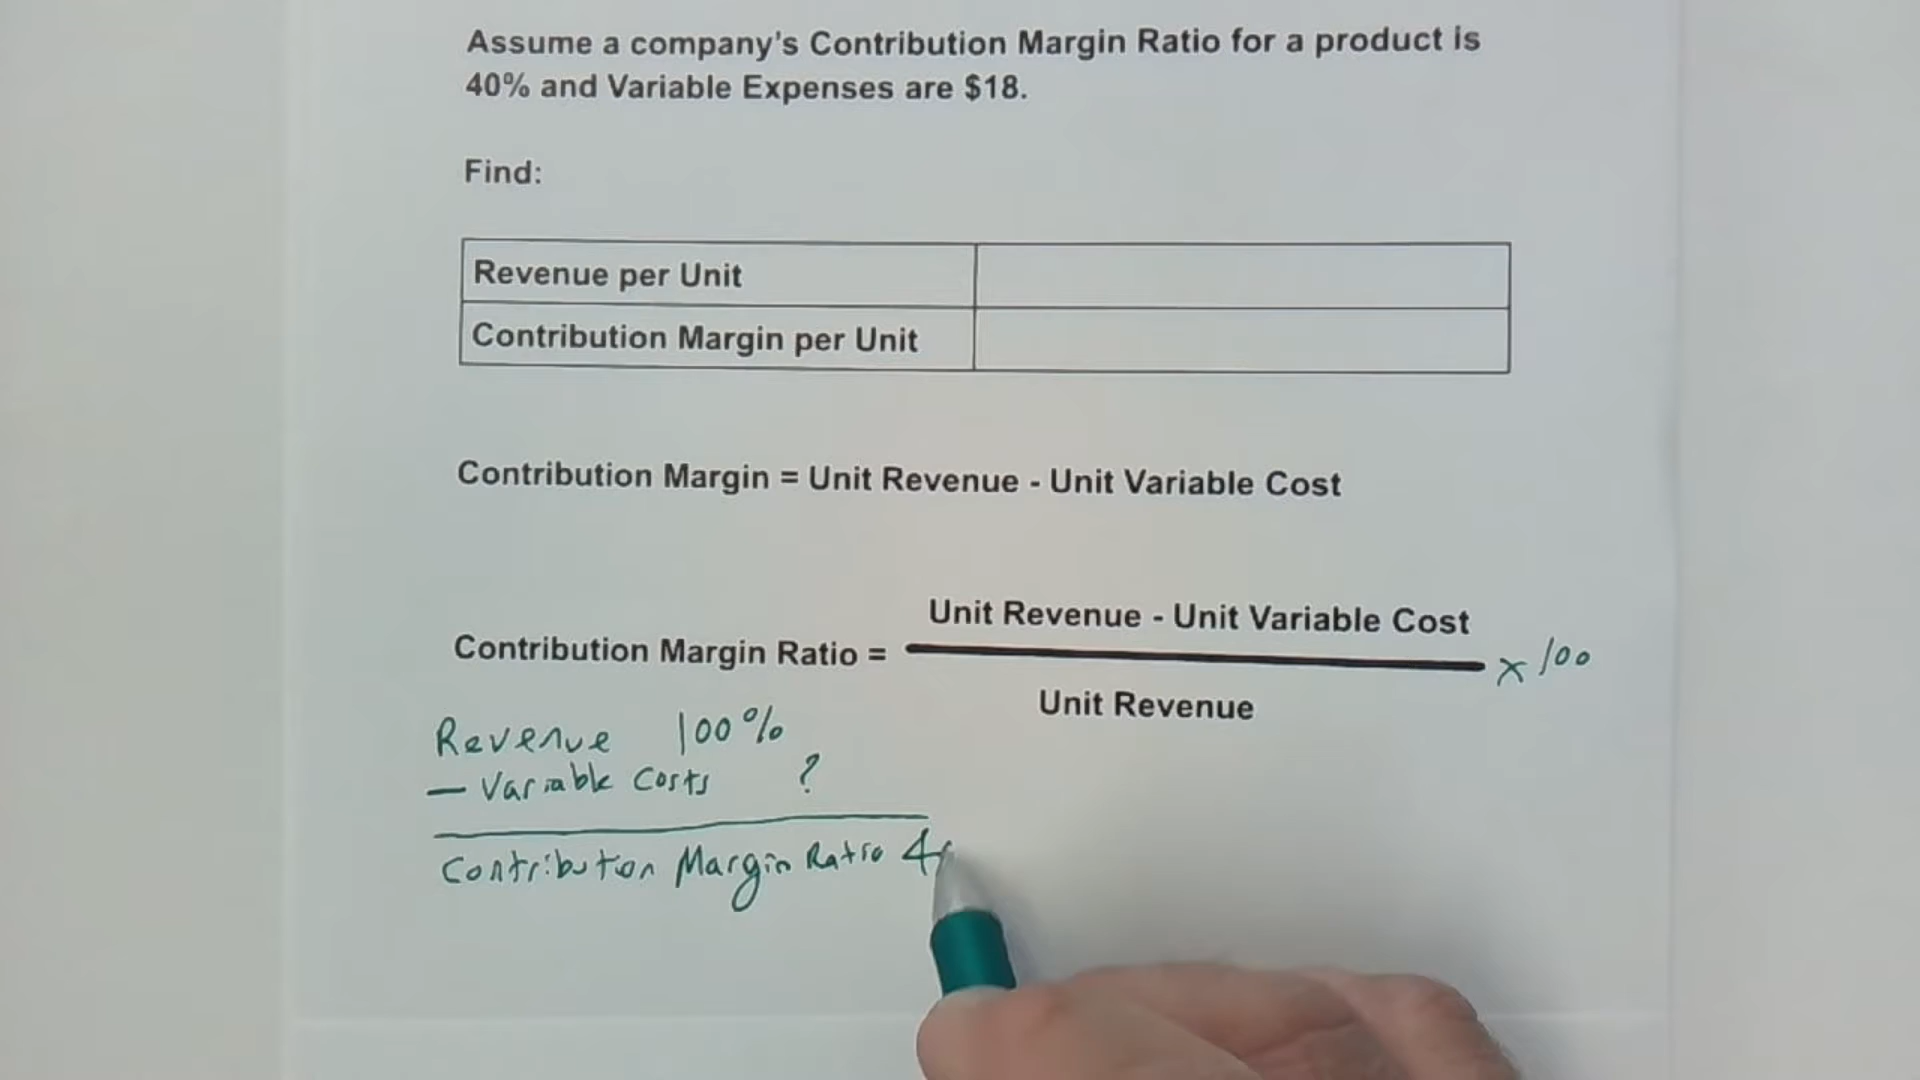 Assume a company's Contribution Margin Ratio for a product is
40% and Variable Expenses are $18.
Find:
Revenue per Unit
Contribution Margin per Unit
Contribution Margin = Unit Revenue - Unit Variable Cost
Unit Revenue - Unit Variable Cost
Contribution Margin Ratio =
x 100
Unit Revenue
Revenue 100%
- Variable Costs ?
Contribution Margin Ratio 4